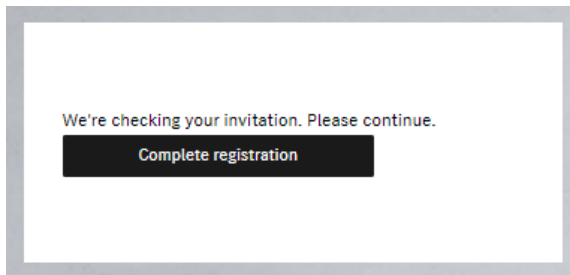 We're checking your invitation. Please continue.
Complete registration